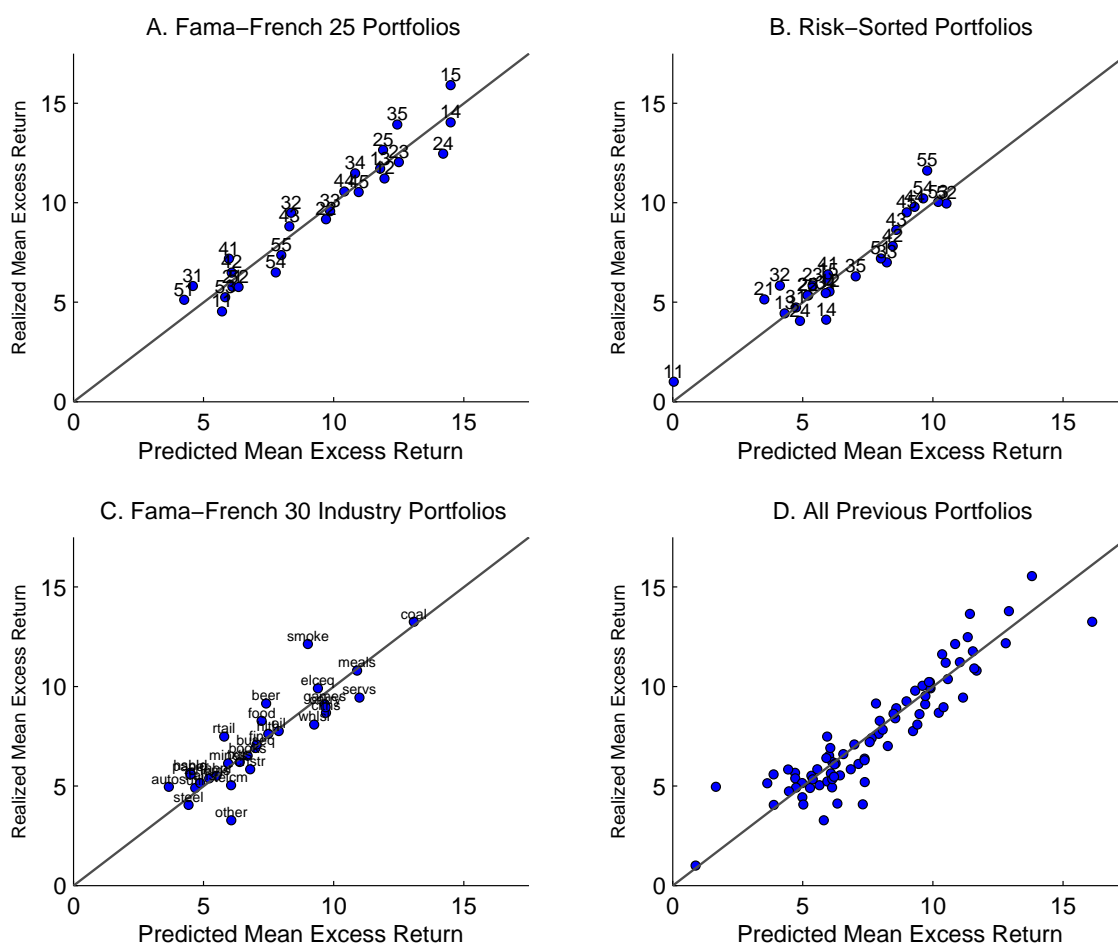 A. Fama−French 25 Portfolios
Realized Mean Excess Return
15
10
5
0
15
14
35
24
25
23
13
34
44
45
33
32
43
55
54
41
42
31
51
11
0
5
10
15
Predicted Mean Excess Return
B. Risk−Sorted Portfolios
Realized Mean Excess Return
15
10
5
0
55
54
52
43
42
35
41
32
21
13
24
14
11
0
5
10
15
Predicted Mean Excess Return
C. Fama−French 30 Industry Portfolios
Realized Mean Excess Return
15
10
5
0
coal
smoke
meals
elceq
servs
games
beer
food
whlsl
rtail
oil
steel
other
0
5
10
15
Predicted Mean Excess Return
D. All Previous Portfolios
Realized Mean Excess Return
15
10
5
0
0
5
10
15
Predicted Mean Excess Return